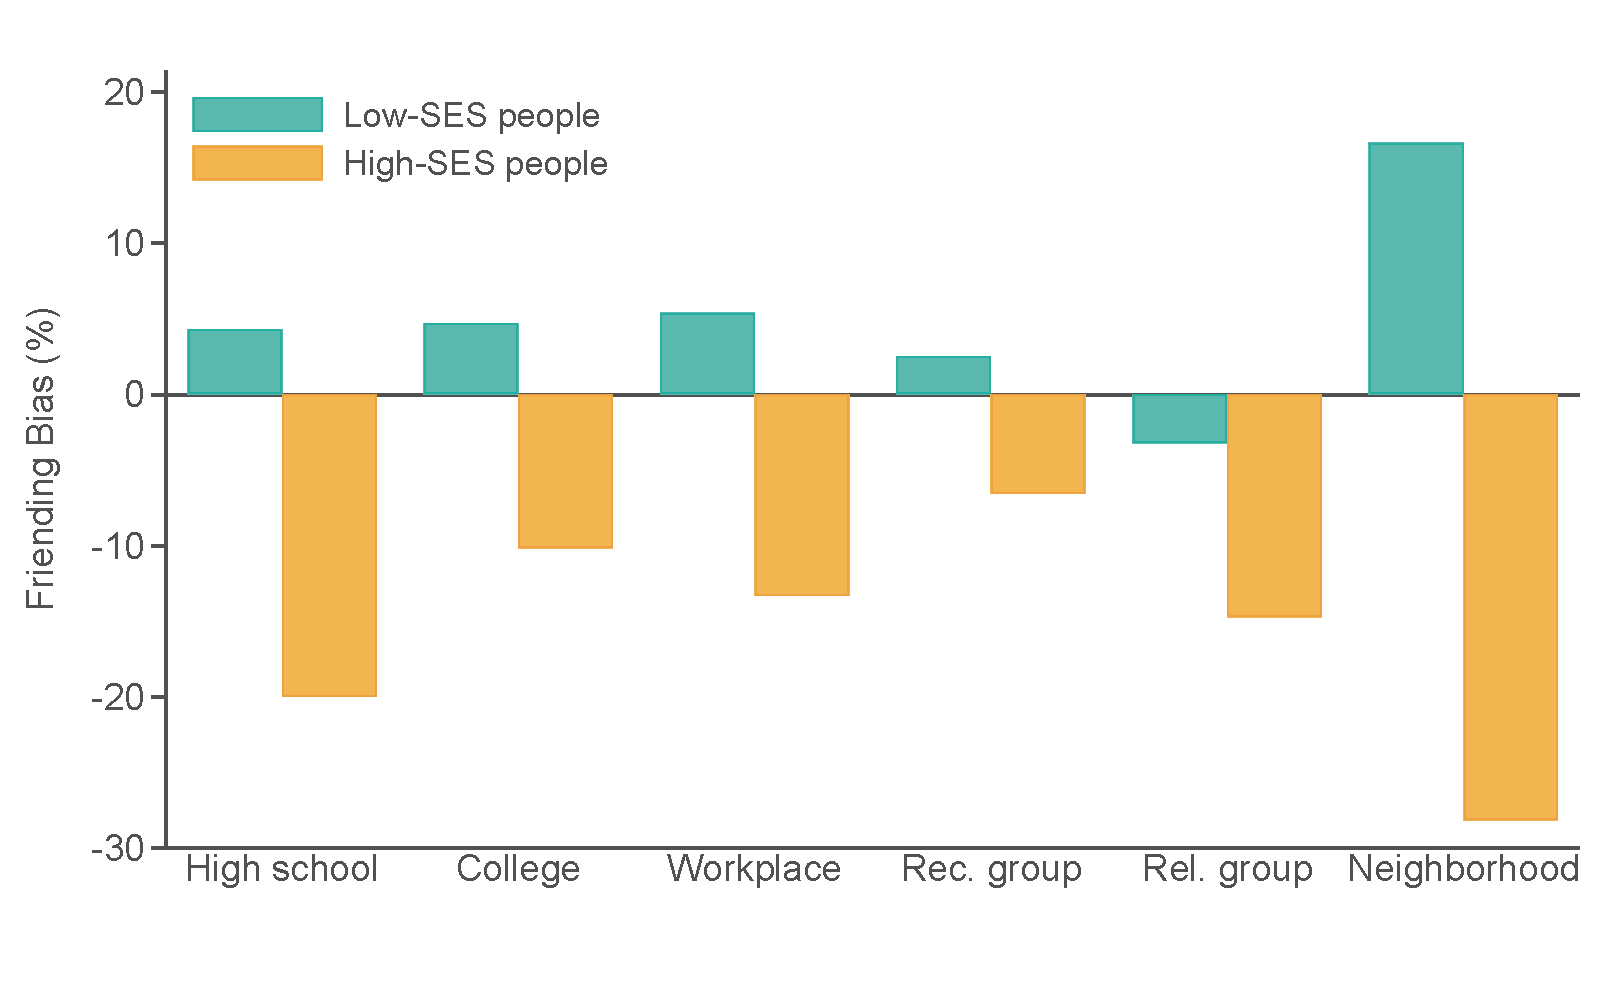 Friending Bias (%)
20
10
0
-10
-20
-30
Low-SES people
High-SES people
High school
College
Workplace
Rec. group
Rel. group
Neighborhood